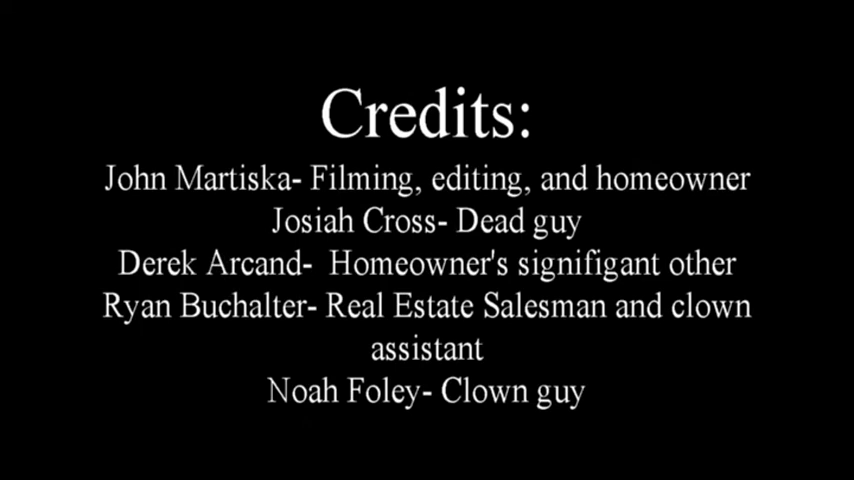 Credits:
John Martiska- Filming, editing, and homeowner
Josiah Cross- Dead guy
Derek Arcand-  Homeowner's signifigant other
Ryan Buchalter- Real Estate Salesman and clown
assistant
Noah Foley- Clown guy